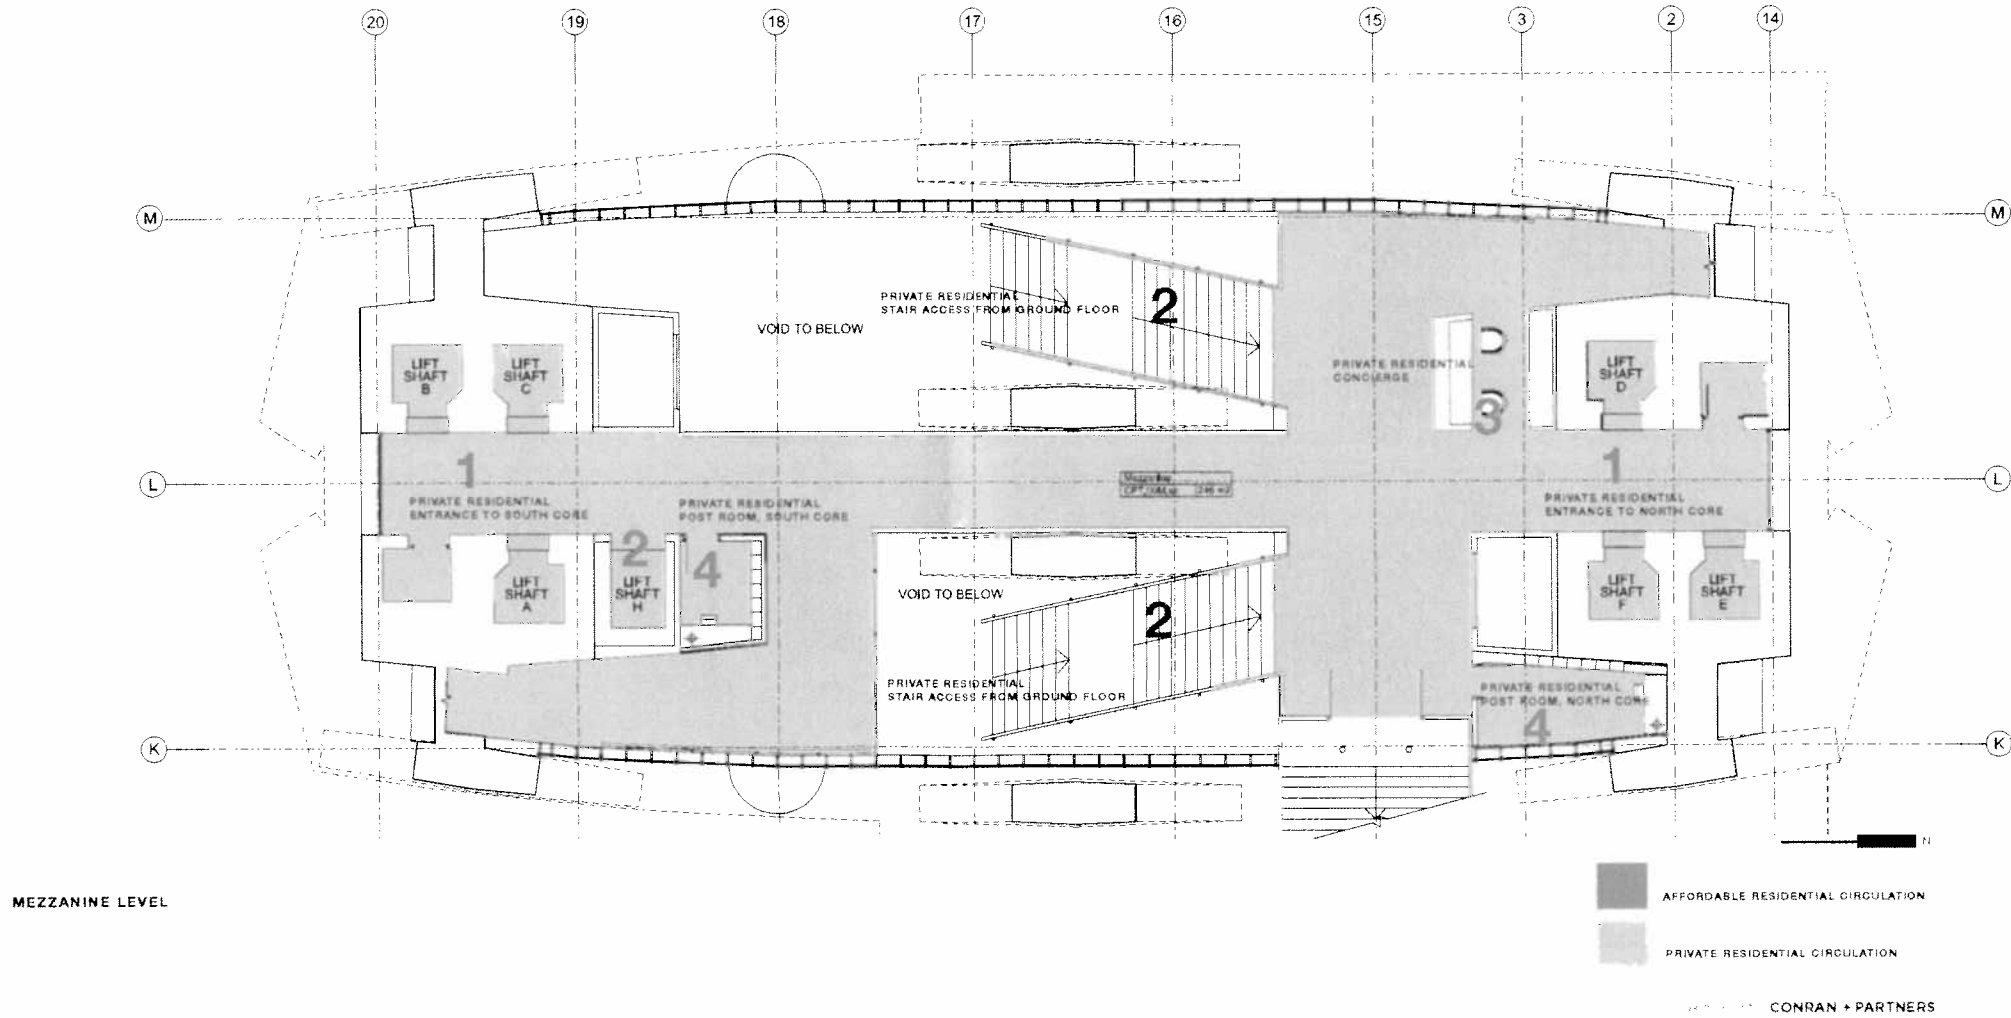 20 19 18 17 16 15 3 2 14
M M
PRIVATE RESIDENTIAL
STAIR ACCESS FROM GROUND FLOOR
2
VOID TO BELOW
LIFT
SHAFT
B
LIFT
SHAFT
C
PRIVATE RESIDENTIAL
CONCIERGE
3
LIFT
SHAFT
D
L L
1
PRIVATE RESIDENTIAL
ENTRANCE TO SOUTH CORE
PRIVATE RESIDENTIAL
POST ROOM, SOUTH CORE
Mezzanine
246 m2
1
PRIVATE RESIDENTIAL
ENTRANCE TO NORTH CORE
2
4
LIFT
SHAFT
A
LIFT
SHAFT
H
VOID TO BELOW
2
LIFT
SHAFT
F
LIFT
SHAFT
E
PRIVATE RESIDENTIAL
STAIR ACCESS FROM GROUND FLOOR
PRIVATE RESIDENTIAL
POST ROOM, NORTH CORE
4
K K
N
MEZZANINE LEVEL
AFFORDABLE RESIDENTIAL CIRCULATION
PRIVATE RESIDENTIAL CIRCULATION
CONRAN + PARTNERS